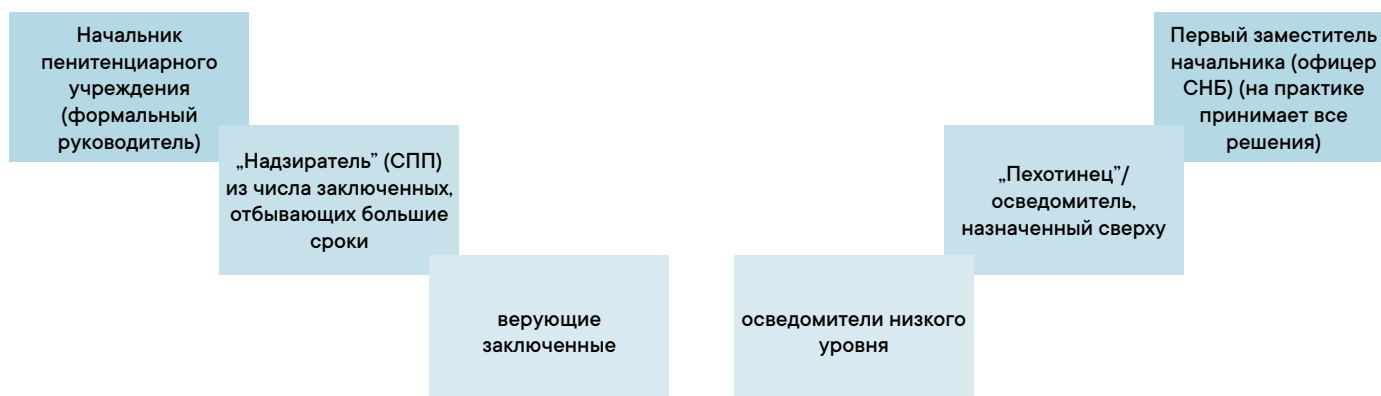 Начальник
пенитенциарного
учреждения
(формальный
руководитель)
„Надзиратель” (СПП)
из числа заключенных,
отбывающих большие
сроки
верующие
заключенные
Первый заместитель
начальника (офицер
СНБ) (на практике
принимает все
решения)
„Пехотинец”/
осведомитель,
назначенный сверху
осведомители низкого
уровня